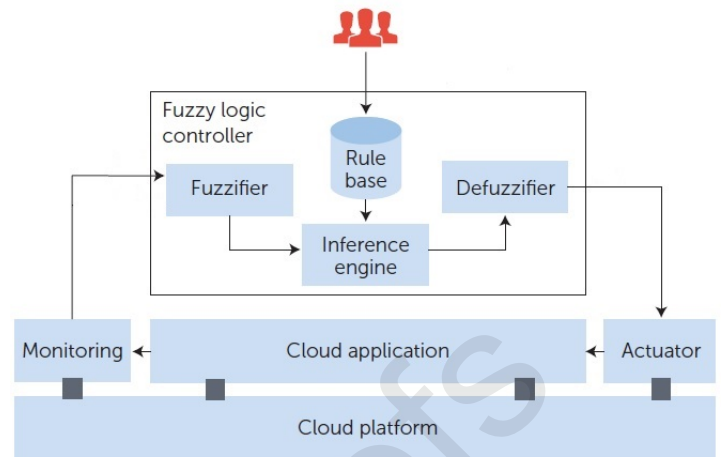 Fuzzy logic
controller
Rule
base
Fuzzifier
Defuzzifier
Inference
engine
Monitoring
Cloud application
Actuator
Cloud platform